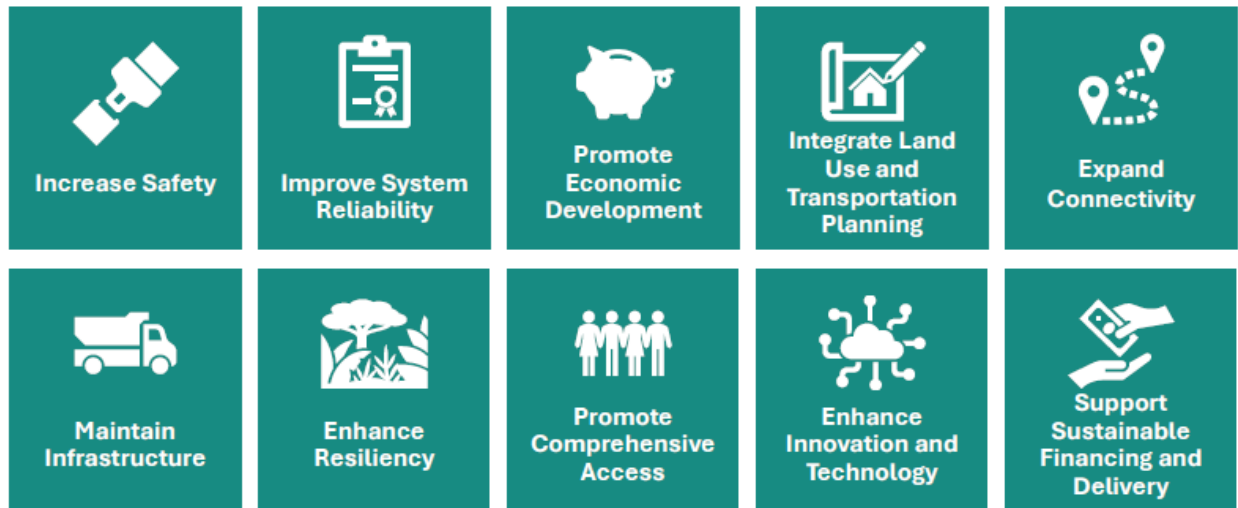 Increase Safety
Improve System
Reliability
Promote
Economic
Development
Integrate Land
Use and
Transportation
Planning
Expand
Connectivity
Maintain
Infrastructure
Enhance
Resiliency
Promote
Comprehensive
Access
Enhance
Innovation and
Technology
Support
Sustainable
Financing and
Delivery